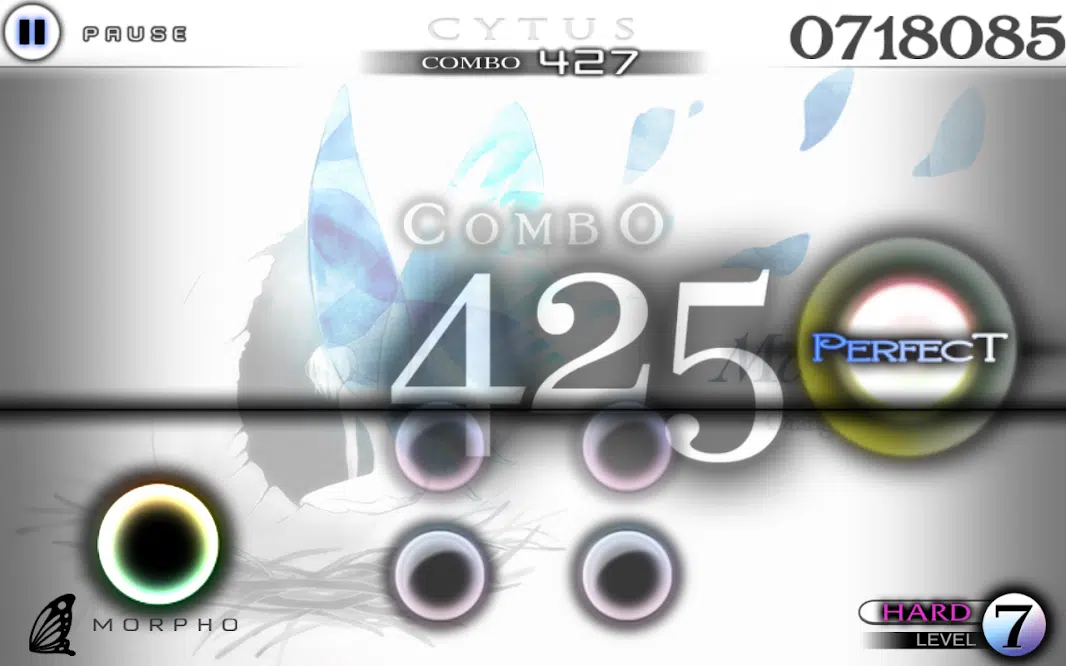 PAUSE
CYTUS
COMBO 427
0718085
COMBO
425
PERFECT
MORPHO
HARD
LEVEL
7